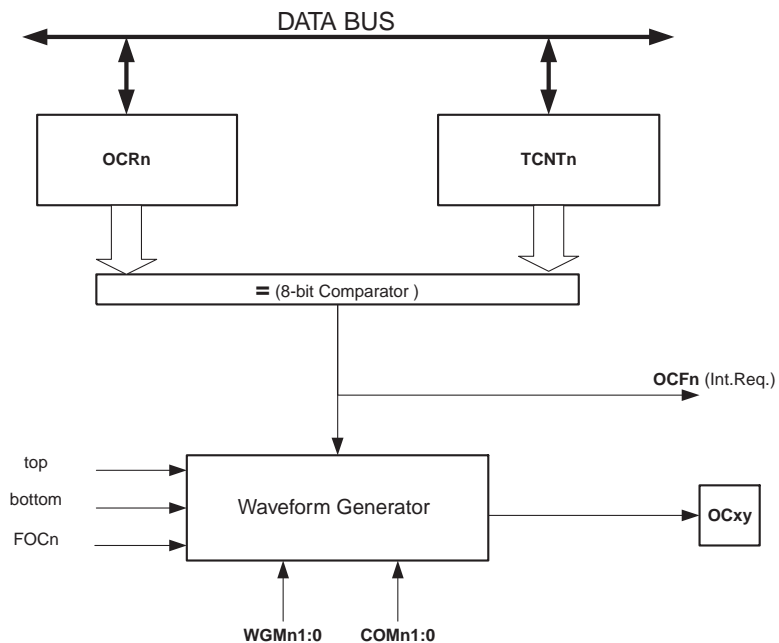 DATA BUS
OCRn
TCNTn
= (8-bit Comparator )
OCFn (Int.Req.)
top
bottom
FOCn
Waveform Generator
OCxy
WGMn1:0
COMn1:0